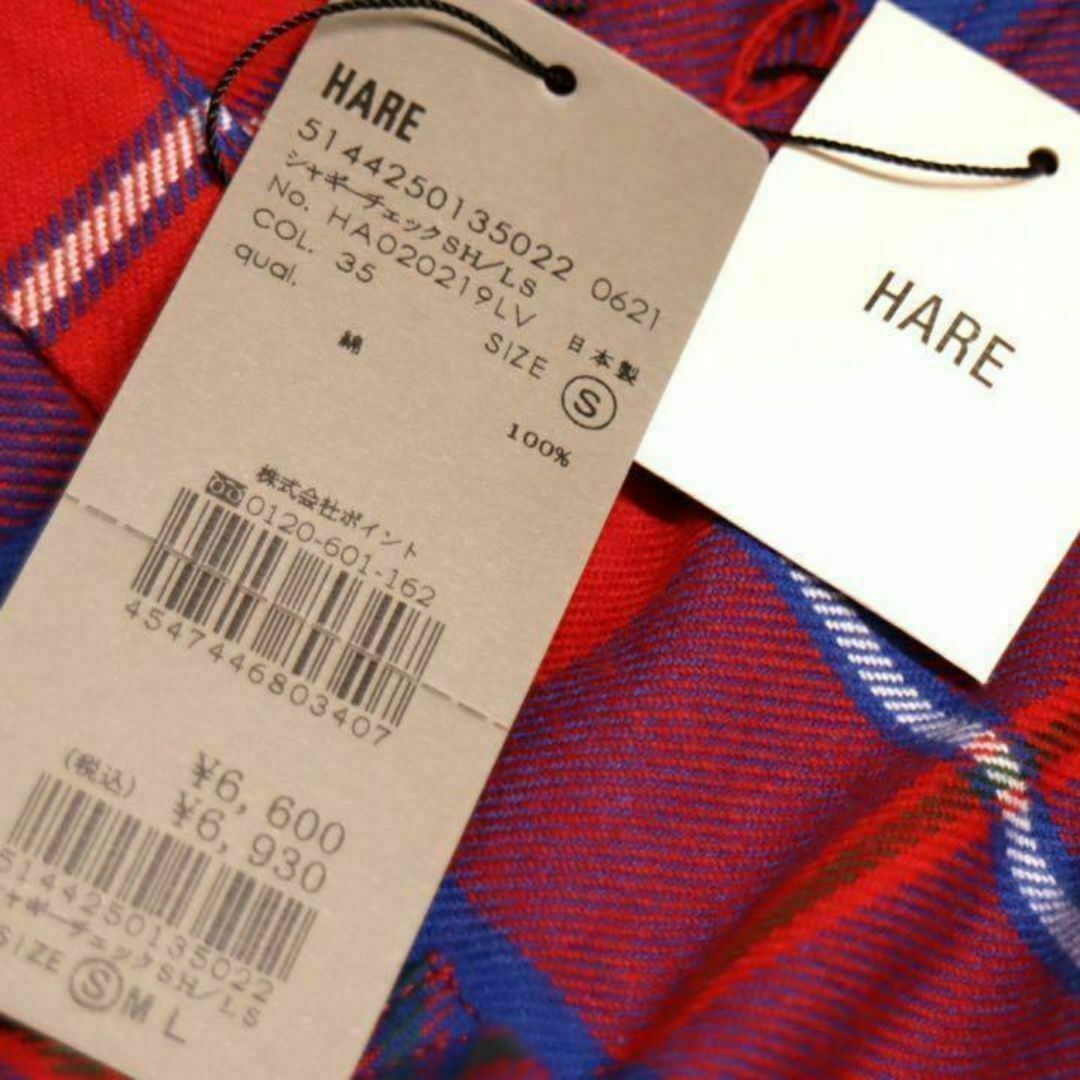 HARE
5144250135022 0621
シャギーチェックSH/LS
No. HA020219LV 日本製
COL. 35 SIZE S
qual.
綿 100%
株式会社ポイント
0120-601-162
4547446803407
¥6,600
(税込) ¥6,930
5144250135022
シャギーチェックSH/LS
SIZE S M L
HARE